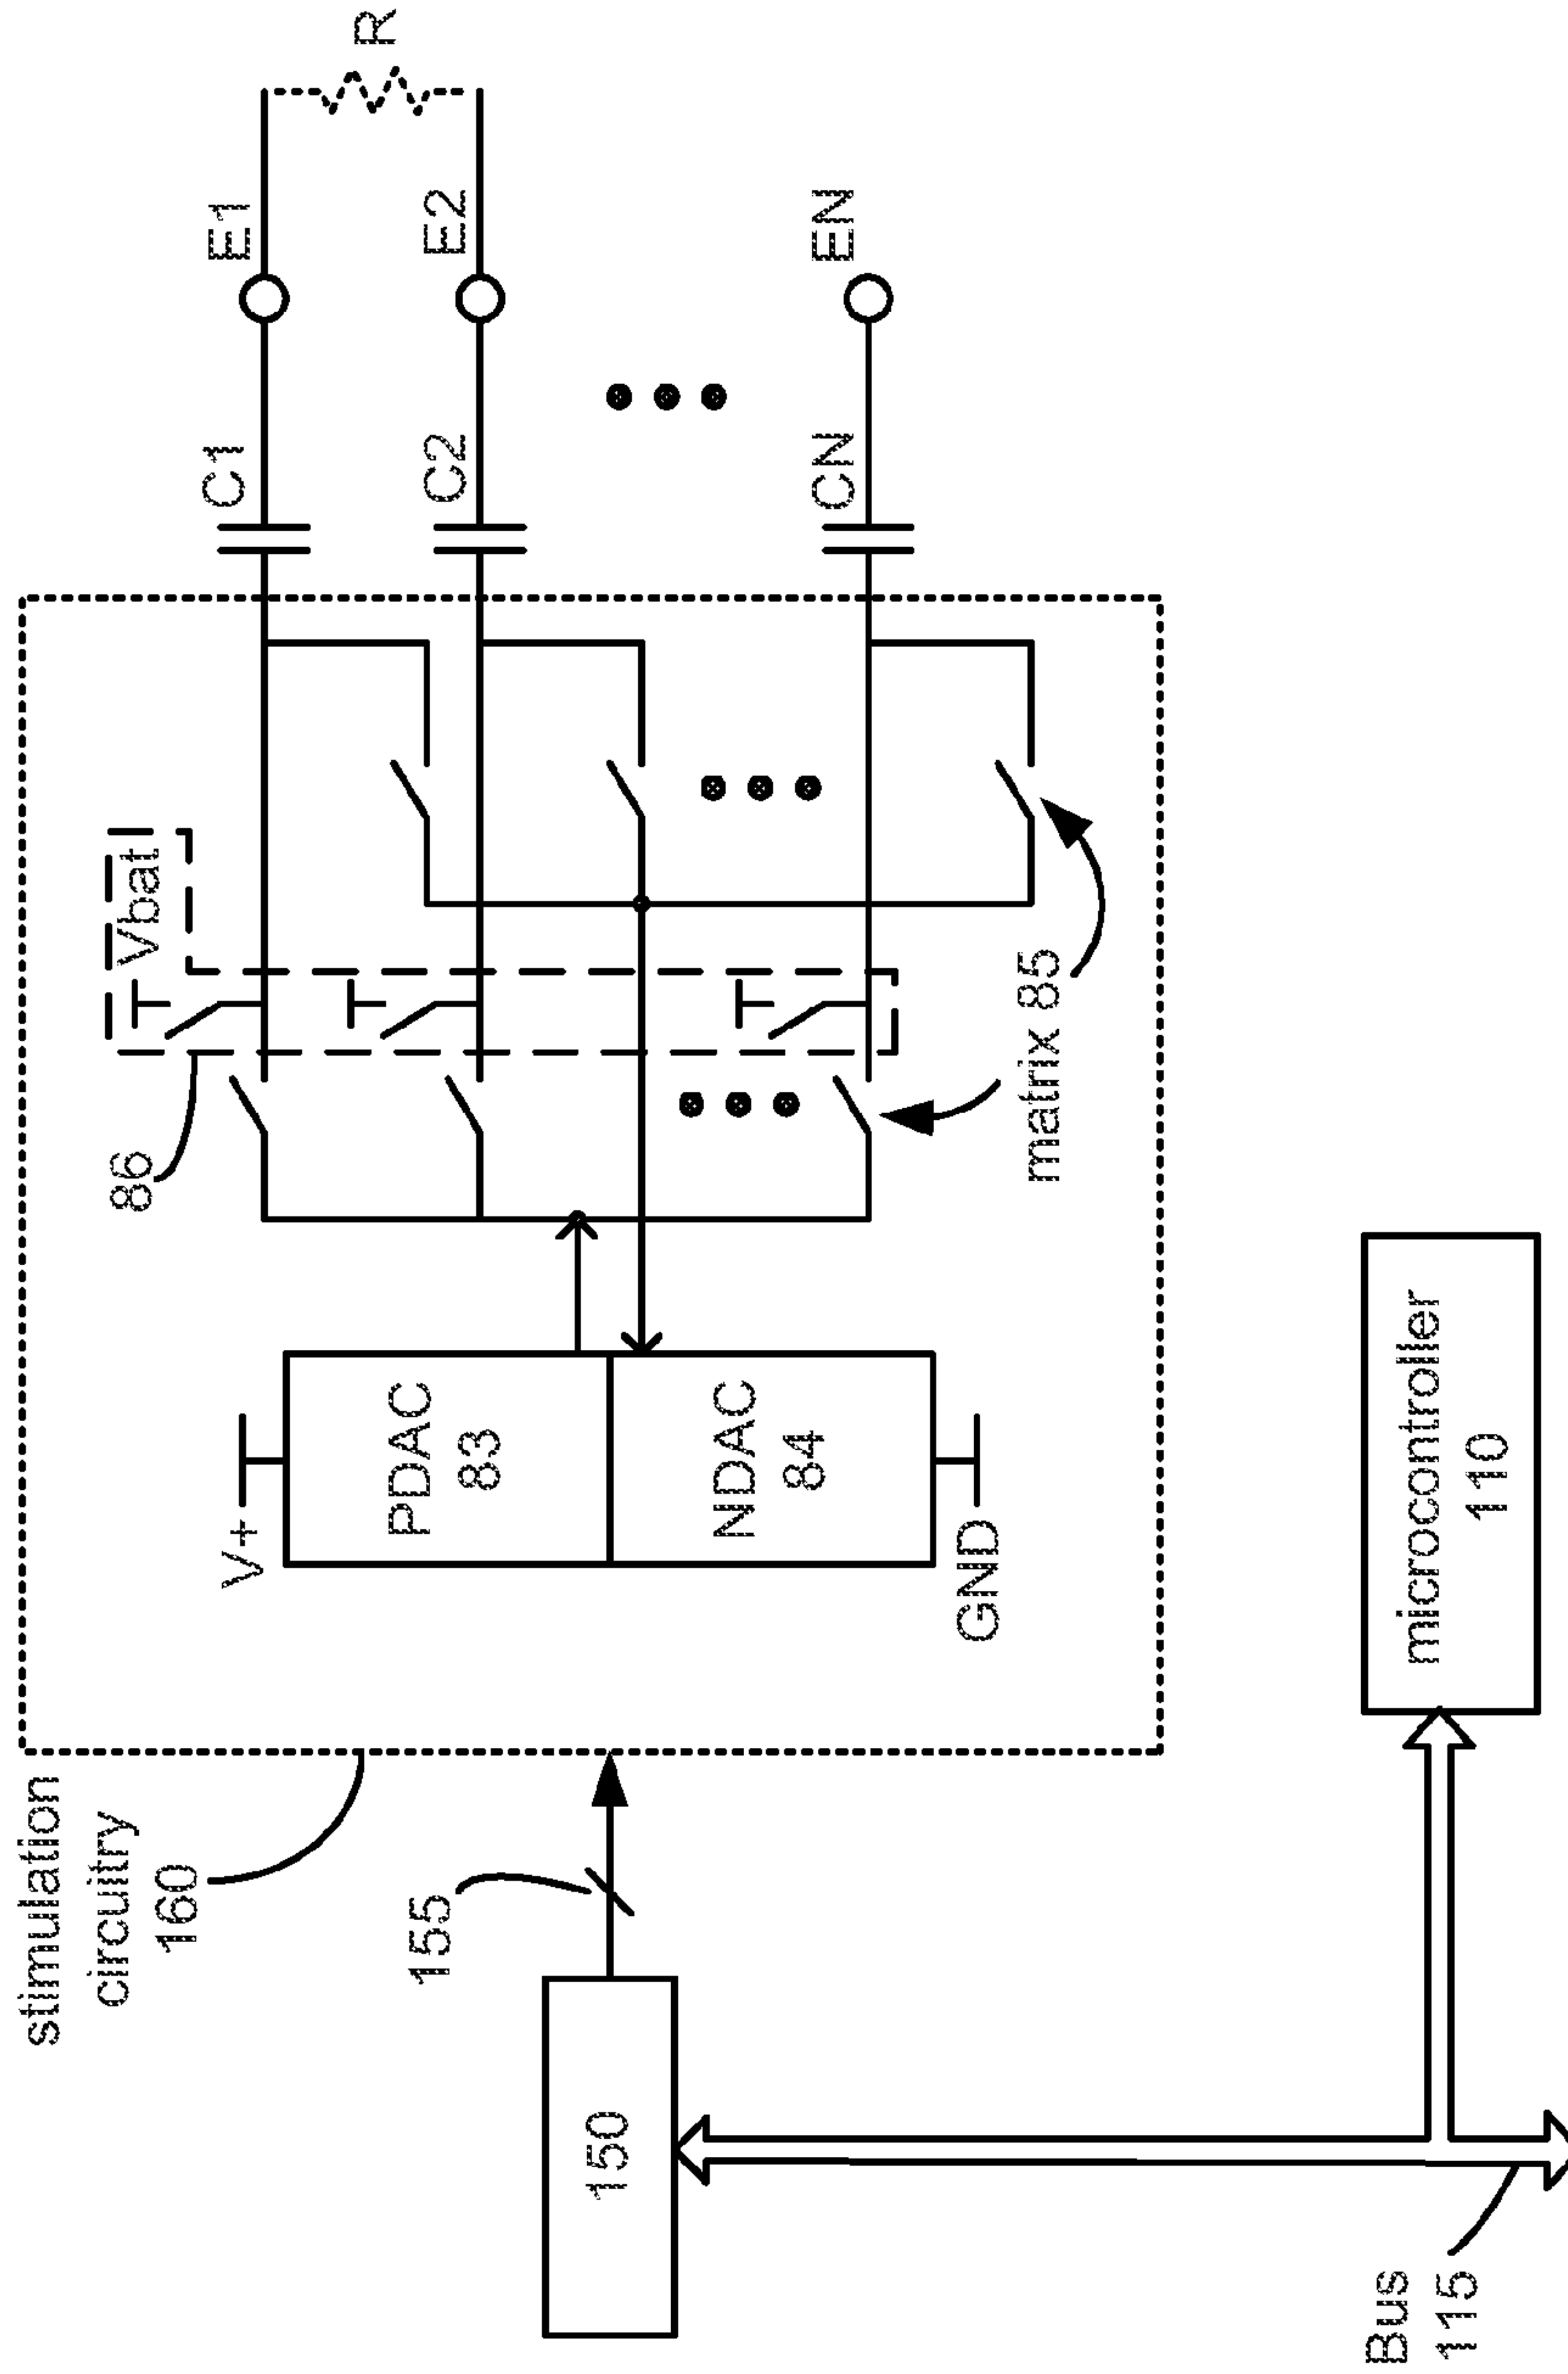 stimulation
circuitry
160
155
150
Bus
115
microcontroller
110
V+
PDAC
83
NDAC
84
GND
86
Vbat
matrix 85
C1
E1
C2
E2
CN
EN
R